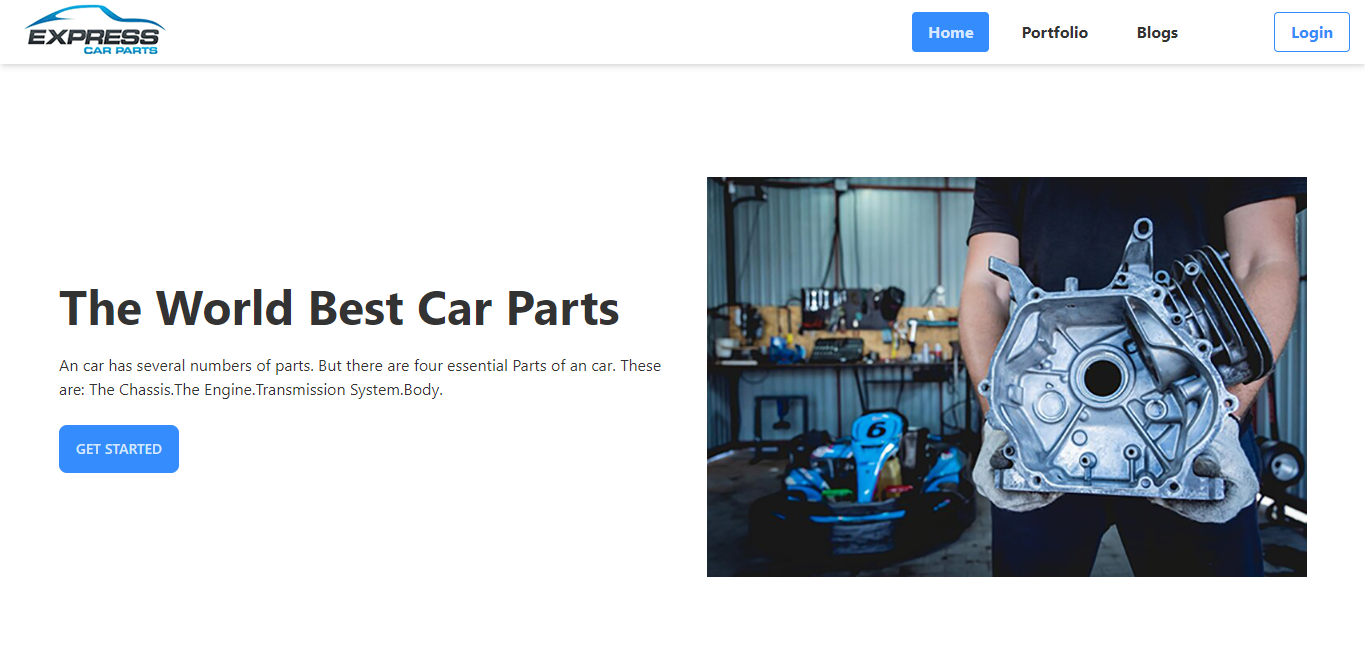 EXPRESS
CAR PARTS
Home
Portfolio
Blogs
Login
The World Best Car Parts
An car has several numbers of parts. But there are four essential Parts of an car. These
are: The Chassis.The Engine.Transmission System.Body.
GET STARTED
6